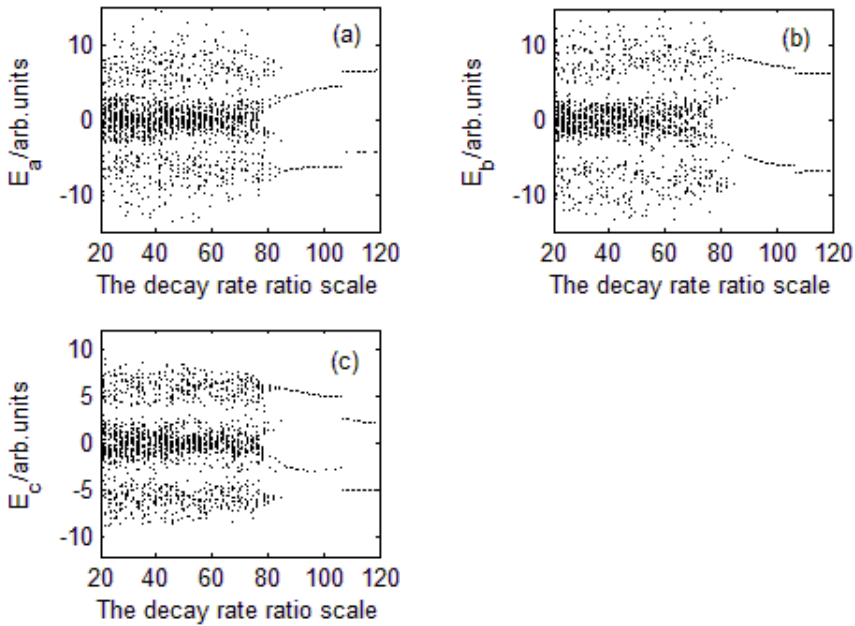 (a)
10
0
-10
E_a/arb.units
20 40 60 80 100 120
The decay rate ratio scale
(b)
10
0
-10
E_b/arb.units
20 40 60 80 100 120
The decay rate ratio scale
(c)
10
5
0
-5
-10
E_c/arb.units
20 40 60 80 100 120
The decay rate ratio scale